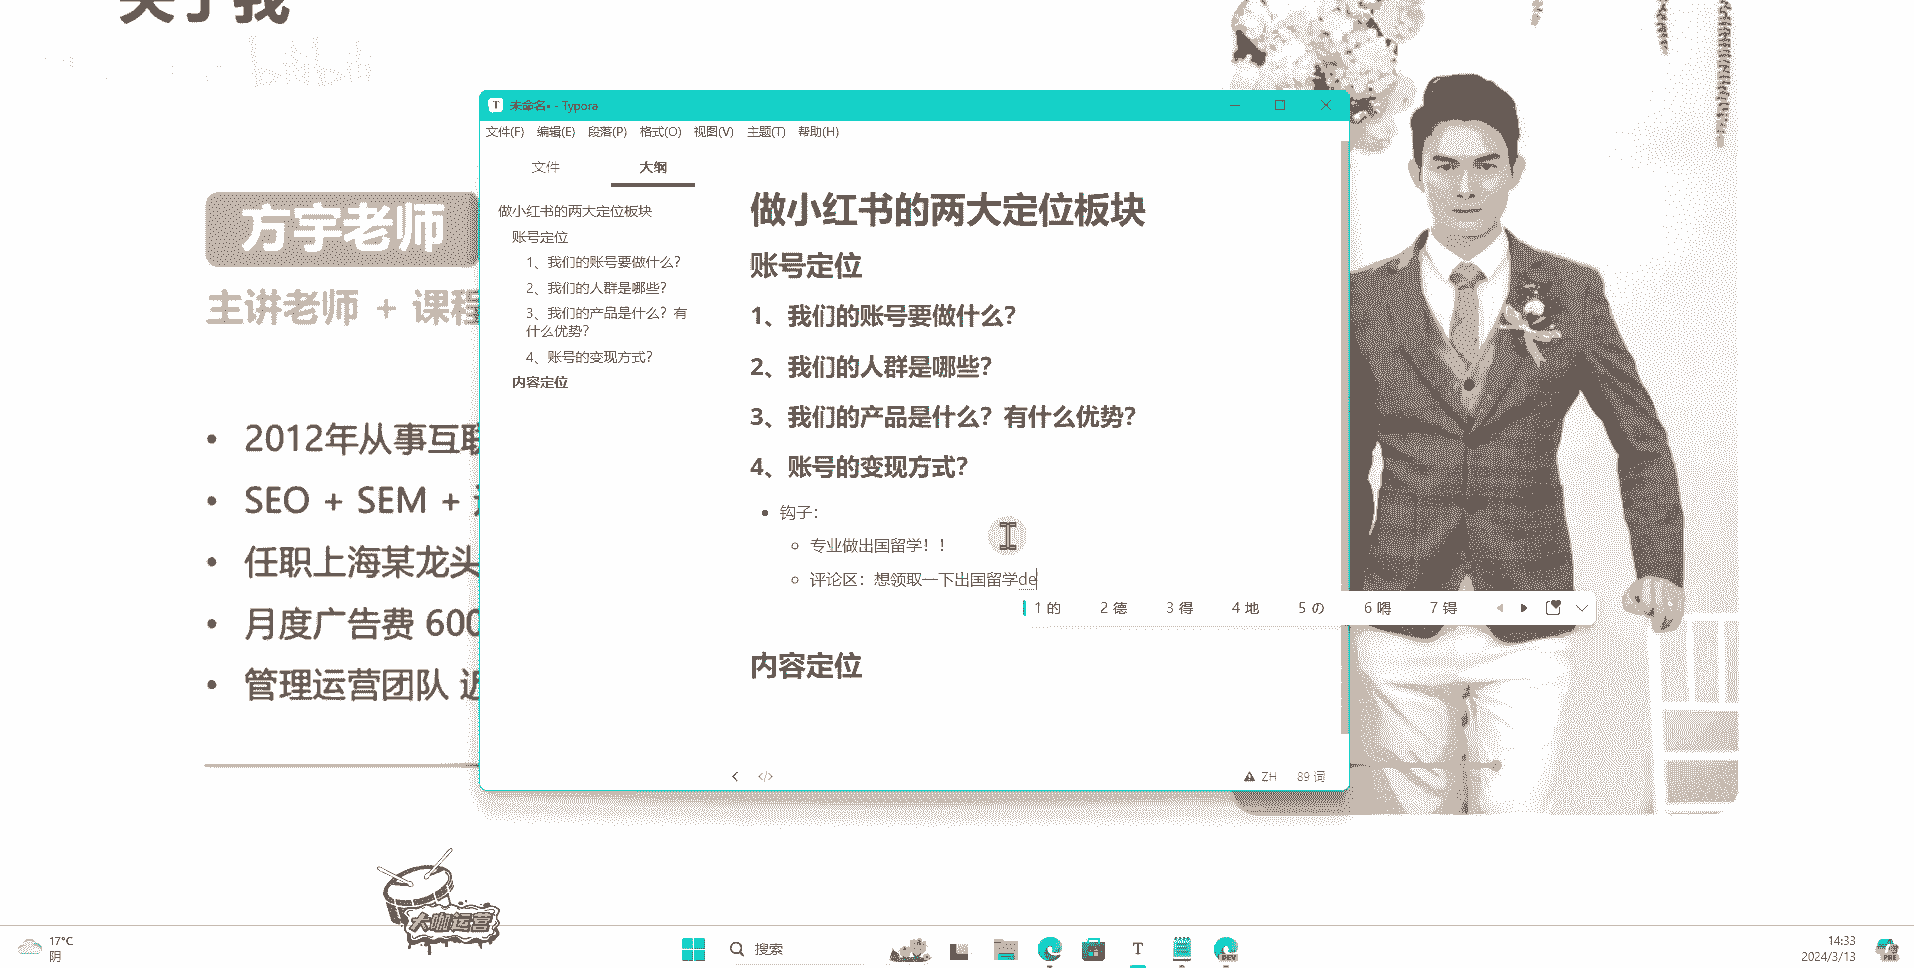 关于我
bilibili
方宇老师
主讲老师 + 课程
2012年从事互联
SEO + SEM +
任职上海某龙头
月度广告费 600
管理运营团队 近
未命名• - Typora
文件(F) 编辑(E) 段落(P) 格式(O) 视图(V) 主题(T) 帮助(H)
文件 大纲
做小红书的两大定位板块
账号定位
1、我们的账号要做什么？
2、我们的人群是哪些？
3、我们的产品是什么？有
什么优势？
4、账号的变现方式？
内容定位
做小红书的两大定位板块
账号定位
1、我们的账号要做什么？
2、我们的人群是哪些？
3、我们的产品是什么？有什么优势？
4、账号的变现方式？
钩子：
专业做出国留学！！
评论区：想领取一下出国留学de
1 的 2 德 3 得 4 地 5 の 6 嘚 7 锝
内容定位
ZH 89 词
大咖运营
17°C
阴
搜索
T
DEV
14:33
2024/3/13
PRE